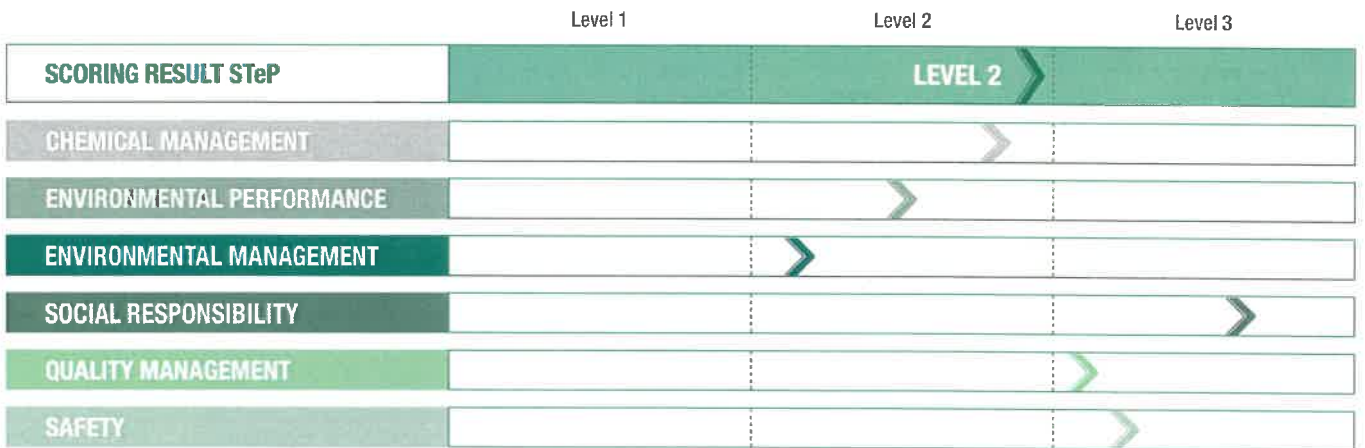 Level 1 Level 2 Level 3
SCORING RESULT STeP LEVEL 2
CHEMICAL MANAGEMENT
ENVIRONMENTAL PERFORMANCE
ENVIRONMENTAL MANAGEMENT
SOCIAL RESPONSIBILITY
QUALITY MANAGEMENT
SAFETY